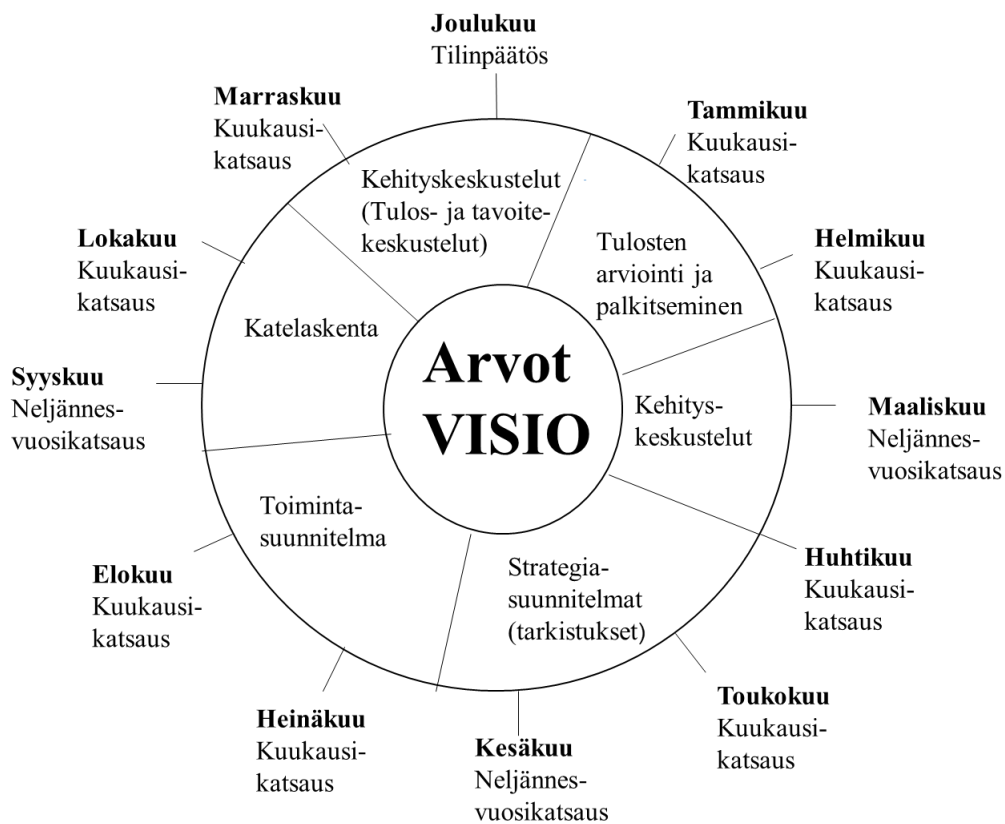 Joulukuu
Tilinpäätös
Tammikuu
Kuukausi-
katsaus
Helmikuu
Kuukausi-
katsaus
Maaliskuu
Neljännes-
vuosikatsaus
Huhtikuu
Kuukausi-
katsaus
Toukokuu
Kuukausi-
katsaus
Kesäkuu
Neljännes-
vuosikatsaus
Heinäkuu
Kuukausi-
katsaus
Elokuu
Kuukausi-
katsaus
Syyskuu
Neljännes-
vuosikatsaus
Lokakuu
Kuukausi-
katsaus
Marraskuu
Kuukausi-
katsaus
Kehityskeskustelut
(Tulos- ja tavoite-
keskustelut)
Tulosten
arviointi ja
palkitseminen
Kehitys-
keskustelut
Strategia-
suunnitelmat
(tarkistukset)
Toiminta-
suunnitelma
Katelaskenta
Arvot
VISIO